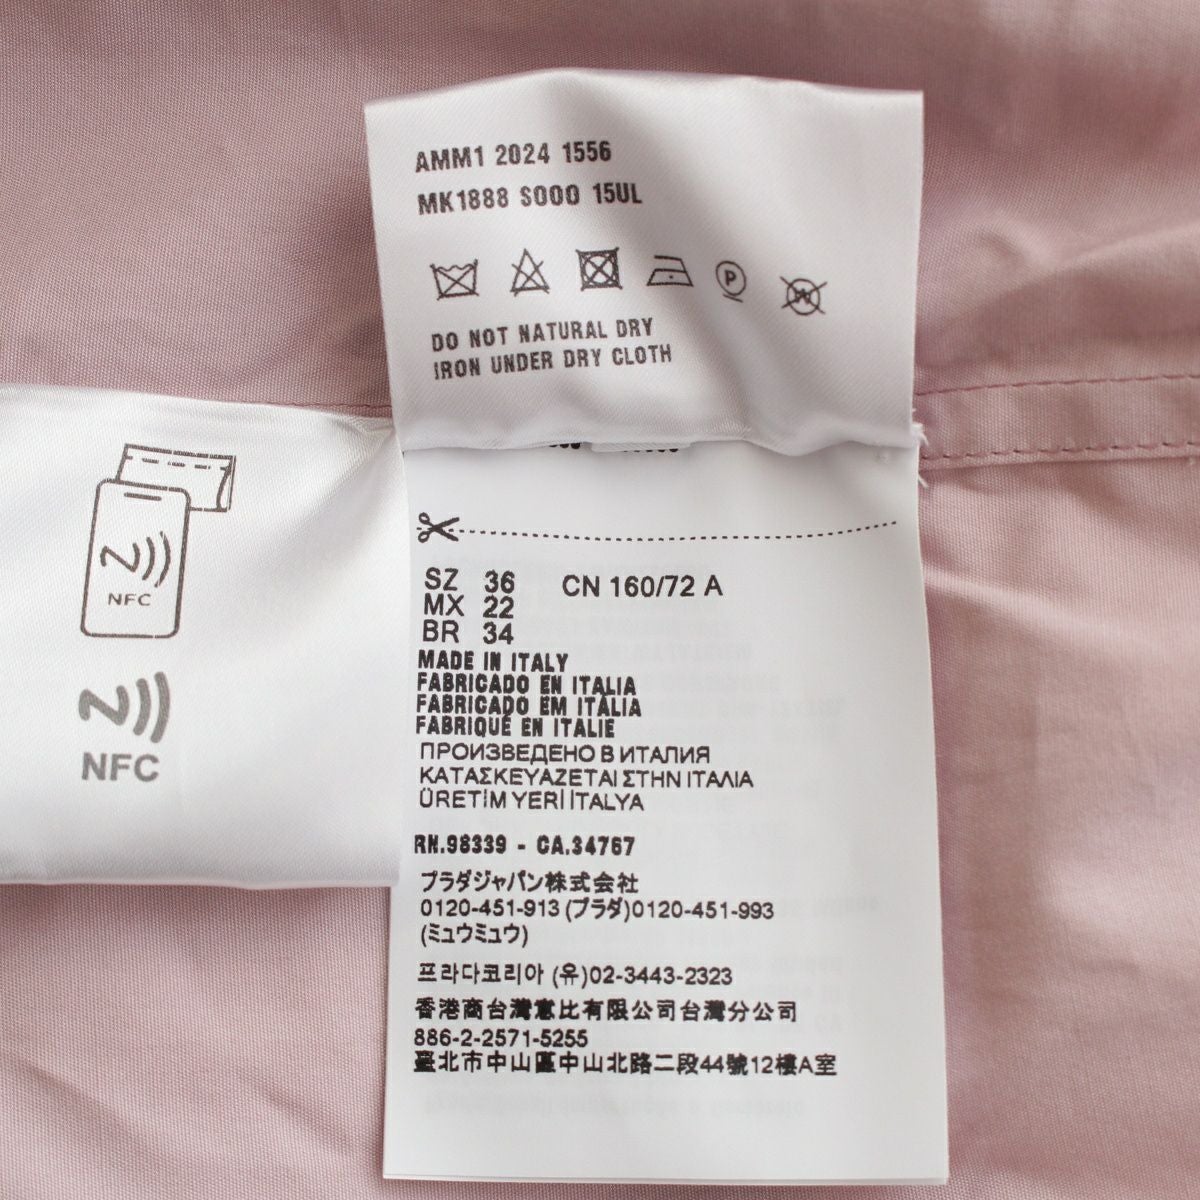 AMM1 2024 1556
MK1888 S000 15UL
P
W
DO NOT NATURAL DRY
IRON UNDER DRY CLOTH
NFC
NFC
SZ 36 CN 160/72 A
MX 22
BR 34
MADE IN ITALY
FABRICADO EN ITALIA
FABRICADO EM ITÁLIA
FABRIQUÉ EN ITALIE
ПРОИЗВЕДЕНО В ИТАЛИЯ
ΚΑΤΑΣΚΕΥΑΖΕΤΑΙ ΣΤΗΝ ΙΤΑΛΙΑ
ÜRETİM YERİ İTALYA
RN.98339 - CA.34767
プラダジャパン株式会社
0120-451-913 (プラダ)0120-451-993
(ミュウミュウ)
프라다코리아 (유)02-3443-2323
香港商台灣意比有限公司台灣分公司
886-2-2571-5255
臺北市中山區中山北路二段44號12樓A室